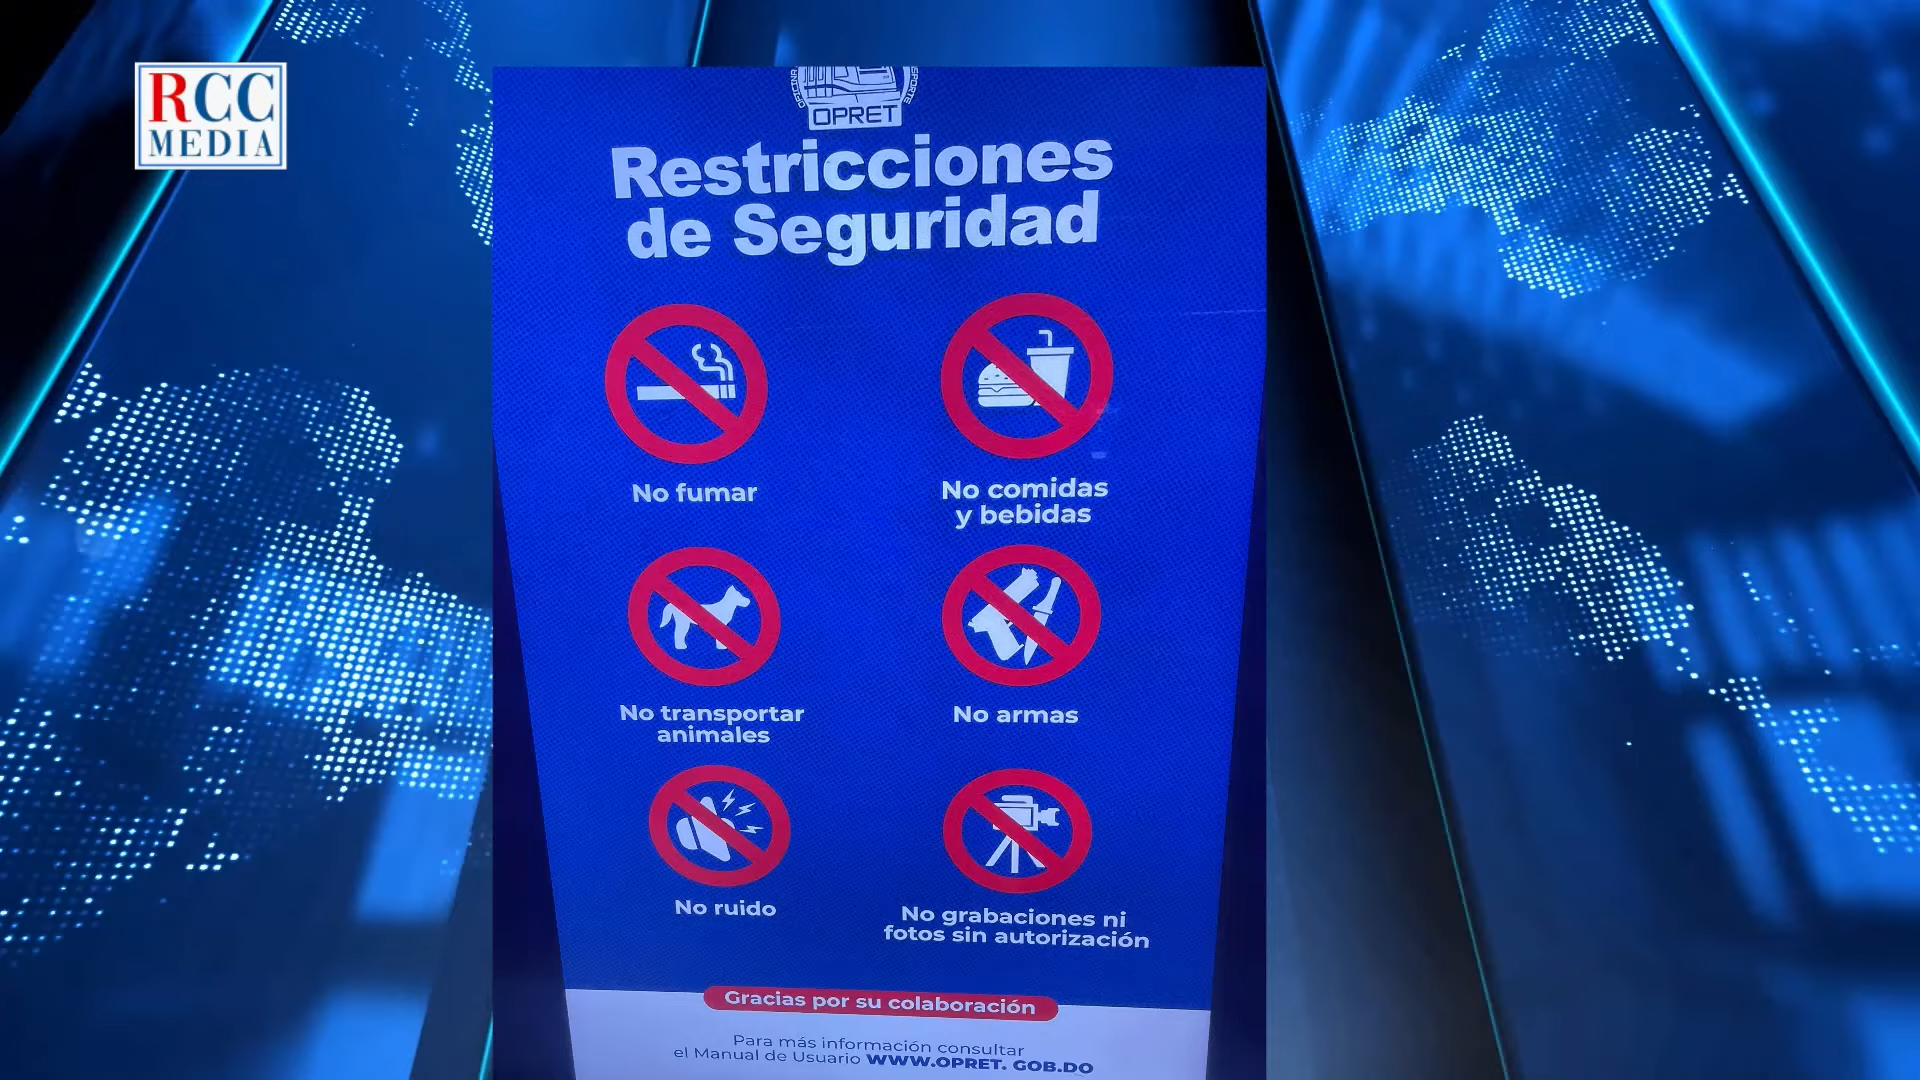 RCC
MEDIA
OFICINA
SPORTE
OPRET
Restricciones
de Seguridad
No fumar
No comidas
y bebidas
No transportar
animales
No armas
No ruido
No grabaciones ni
fotos sin autorización
Gracias por su colaboración
Para más información consultar
el Manual de Usuario WWW.OPRET. GOB.DO